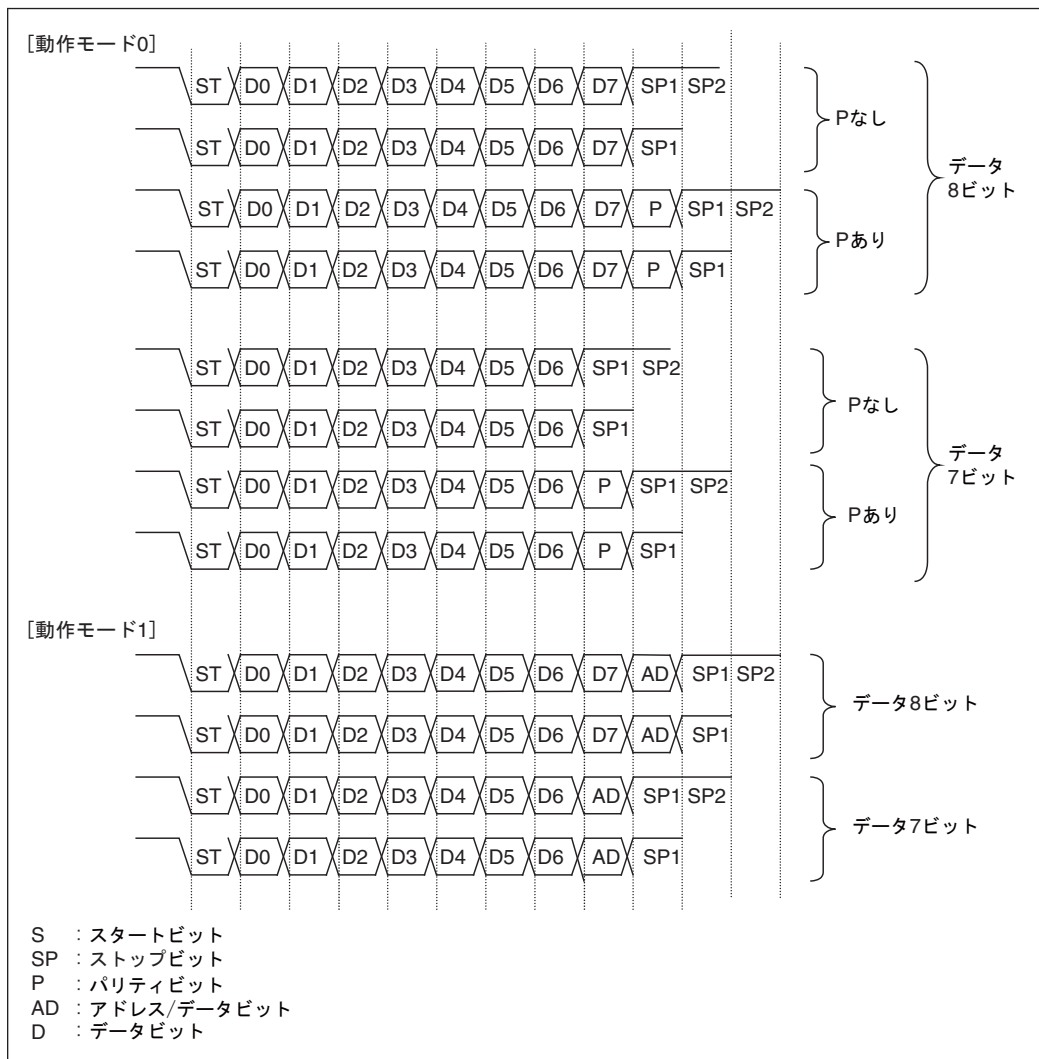 [動作モード0]
ST D0 D1 D2 D3 D4 D5 D6 D7 SP1 SP2
ST D0 D1 D2 D3 D4 D5 D6 D7 SP1
Pなし
ST D0 D1 D2 D3 D4 D5 D6 D7 P SP1 SP2
ST D0 D1 D2 D3 D4 D5 D6 D7 P SP1
Pあり
データ
8ビット
ST D0 D1 D2 D3 D4 D5 D6 SP1 SP2
ST D0 D1 D2 D3 D4 D5 D6 SP1
Pなし
ST D0 D1 D2 D3 D4 D5 D6 P SP1 SP2
ST D0 D1 D2 D3 D4 D5 D6 P SP1
Pあり
データ
7ビット
[動作モード1]
ST D0 D1 D2 D3 D4 D5 D6 D7 AD SP1 SP2
ST D0 D1 D2 D3 D4 D5 D6 D7 AD SP1
データ8ビット
ST D0 D1 D2 D3 D4 D5 D6 AD SP1 SP2
ST D0 D1 D2 D3 D4 D5 D6 AD SP1
データ7ビット
S : スタートビット
SP : ストップビット
P : パリティビット
AD : アドレス/データビット
D : データビット